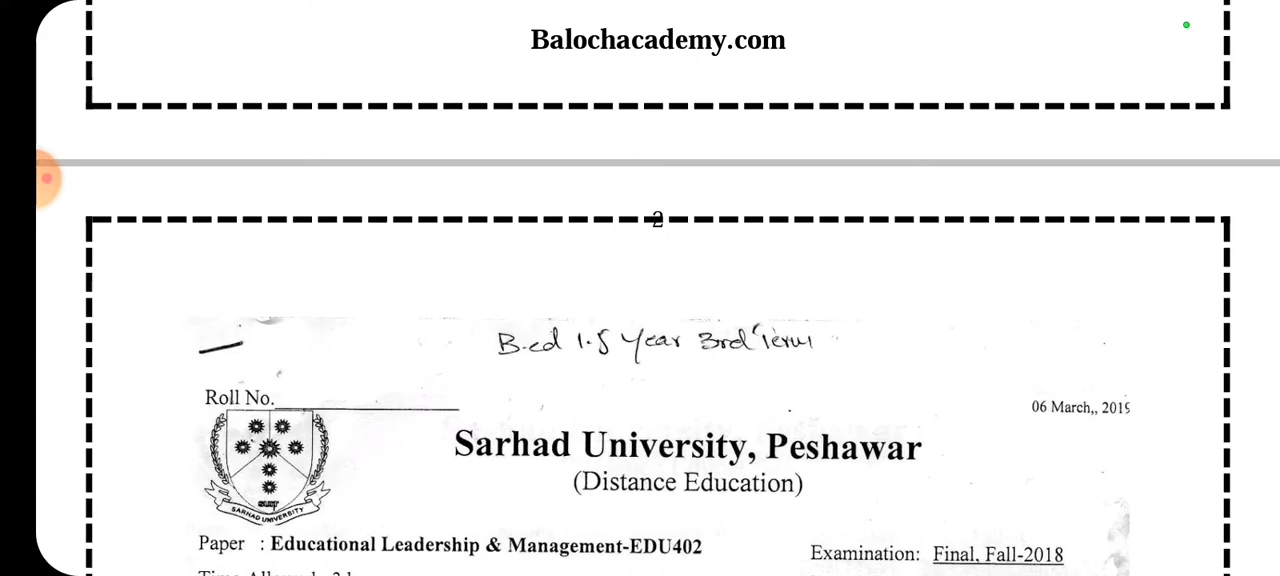 Balochacademy.com
2
B.ed 1.5 Year 3rd Term
Roll No.
06 March,, 2019
Sarhad University, Peshawar
(Distance Education)
SUIT
SARHAD UNIVERSITY
Paper : Educational Leadership & Management-EDU402
Examination: Final, Fall-2018